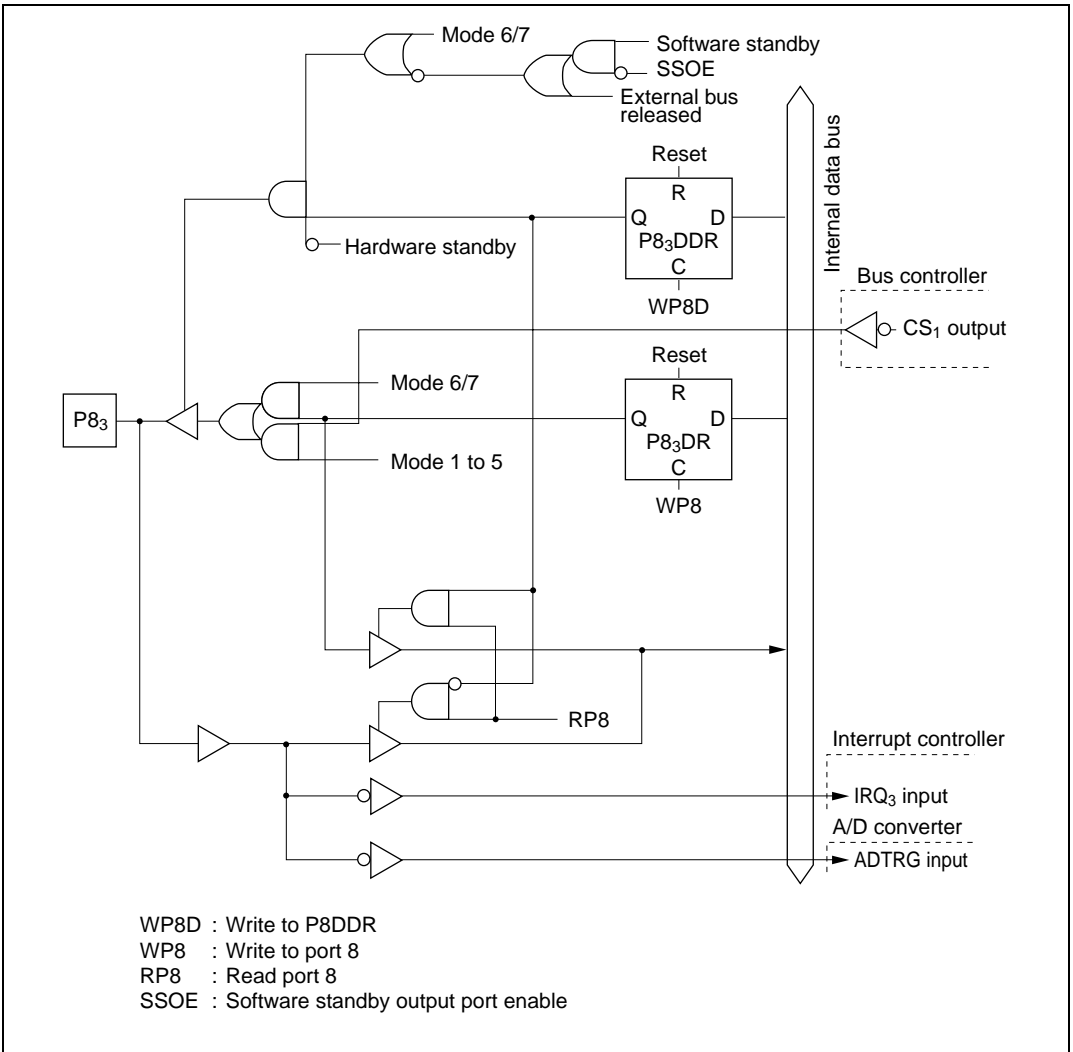 Mode 6/7
Software standby
SSOE
External bus
released
Internal data bus
Reset
R
Q D
P8₃DDR
C
WP8D
Hardware standby
Bus controller
CS₁ output
Reset
R
Q D
P8₃DR
C
WP8
Mode 6/7
P8₃
Mode 1 to 5
RP8
Interrupt controller
IRQ₃ input
A/D converter
ADTRG input
WP8D : Write to P8DDR
WP8 : Write to port 8
RP8 : Read port 8
SSOE : Software standby output port enable